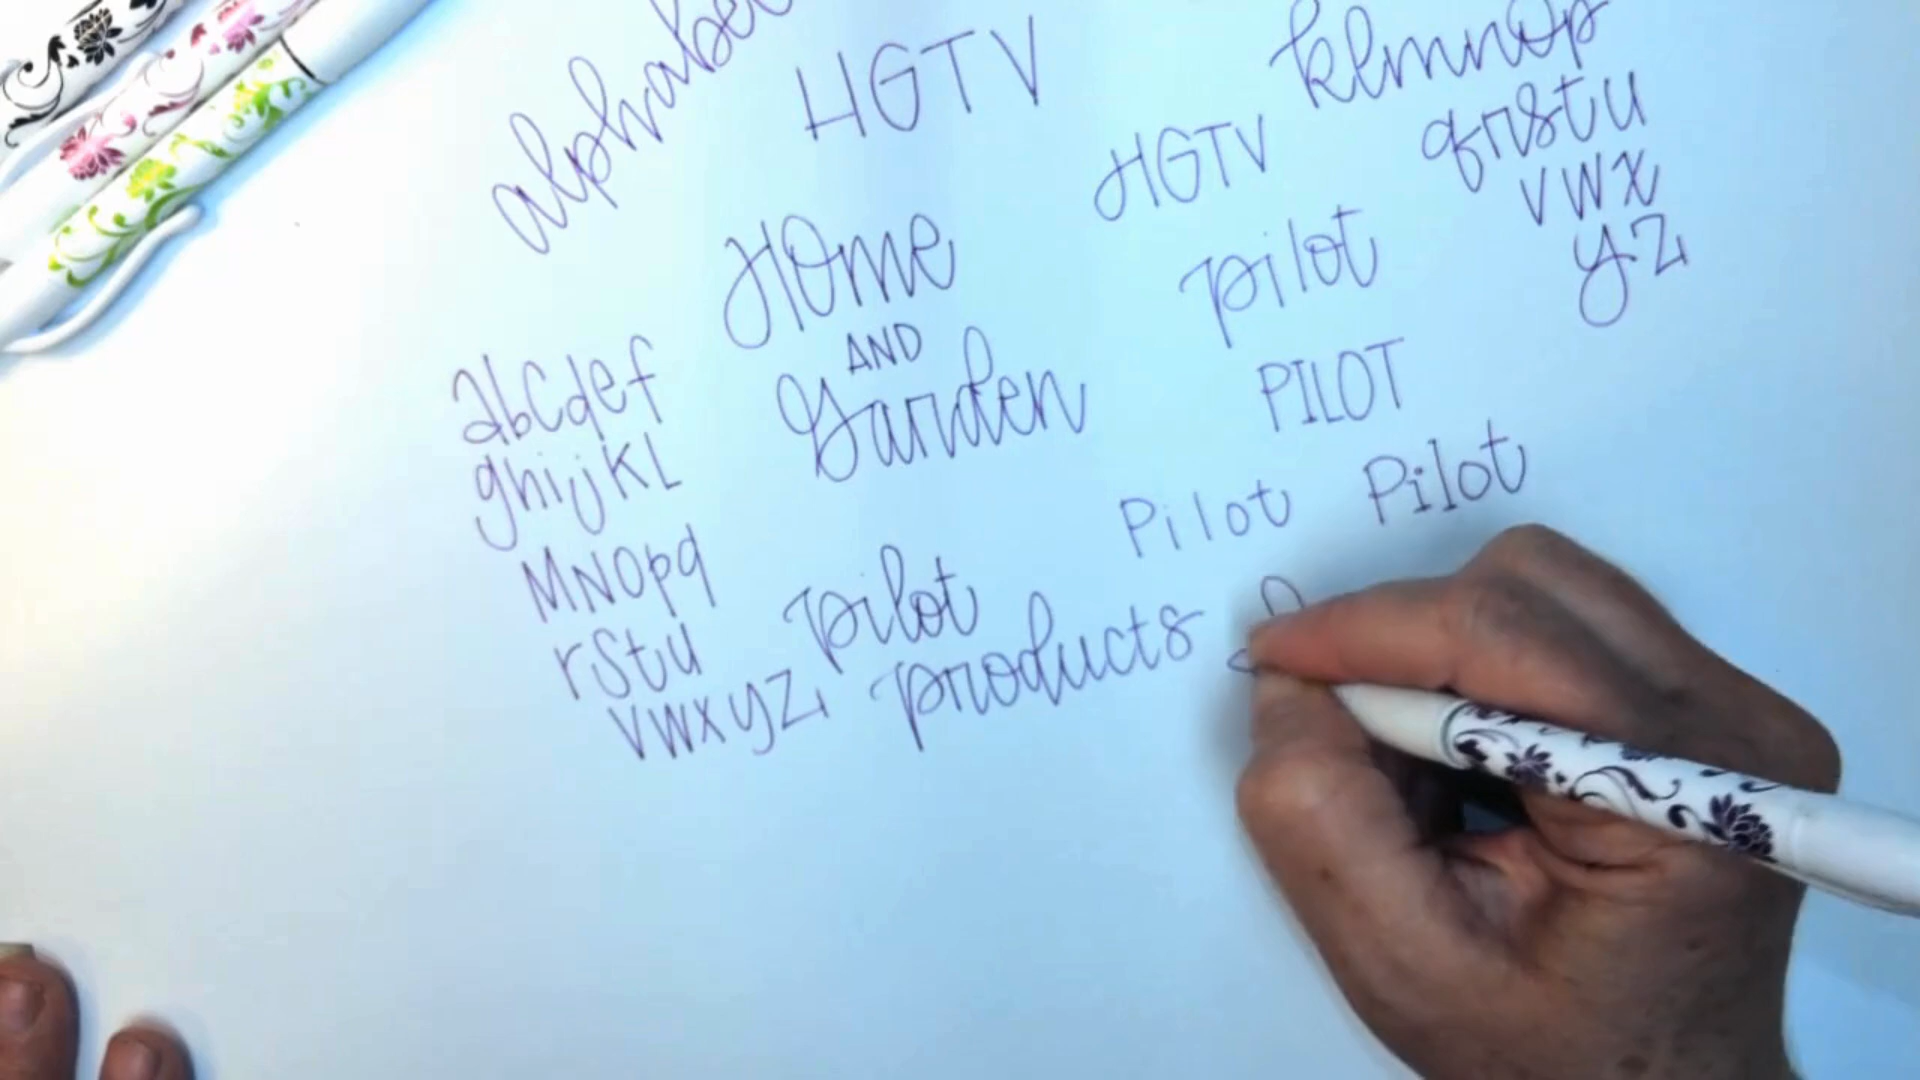 alphabet
HGTV
klmnop
HGTV
qrstu
vwx
yz
Home
AND
Garden
pilot
PILOT
abcdef
ghijKL
MNOpq
rstu
vwxyz
Pilot Pilot
pilot
products